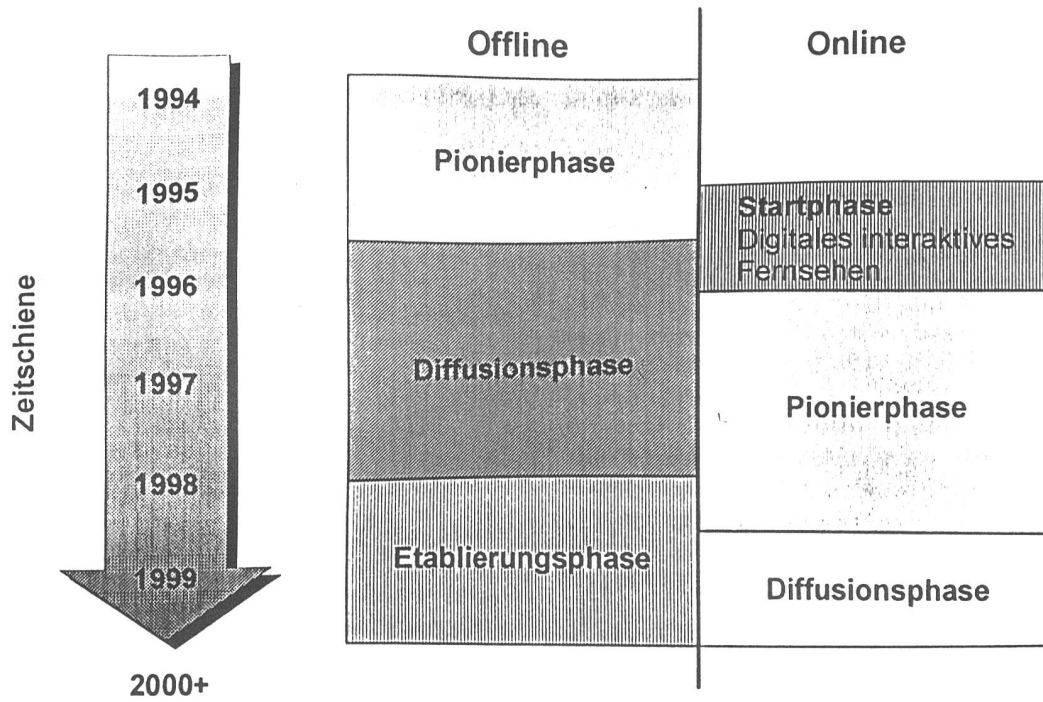 Offline
Online
Zeitschiene
1994
1995
1996
1997
1998
1999
2000+
Pionierphase
Diffusionsphase
Etablierungsphase
Startphase
Digitales interaktives
Fernsehen
Pionierphase
Diffusionsphase